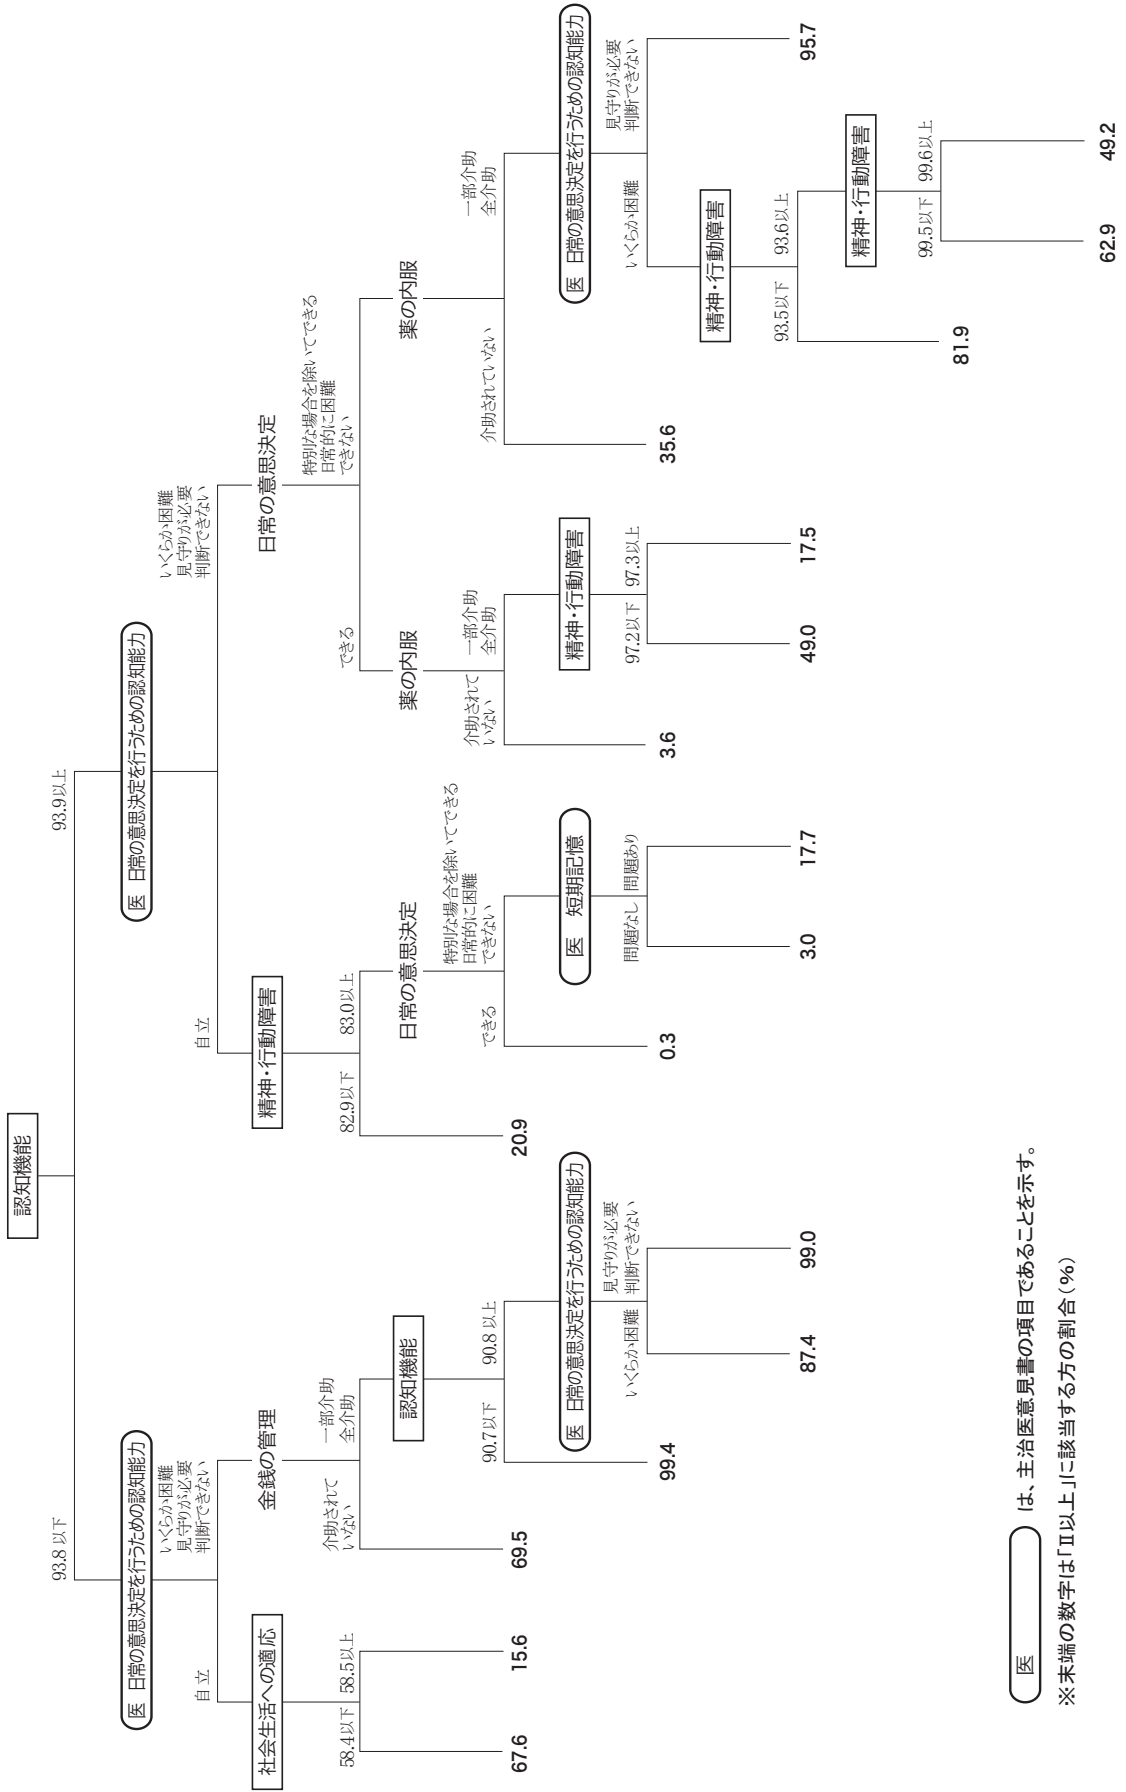 認知機能
93.8 以下
93.9以上
医 日常の意思決定を行うための認知能力
医 日常の意思決定を行うための認知能力
自 立
いくらか困難
見守りが必要
判断できない
自 立
いくらか困難
見守りが必要
判断できない
社会生活への適応
金銭の管理
精神・行動障害
日常の意思決定
58.4以下
58.5以上
介助されて
いない
一部介助
全介助
82.9以下
83.0以上
できる
特別な場合を除いてできる
日常的に困難
できない
認知機能
日常の意思決定
薬の内服
薬の内服
67.6
15.6
69.5
90.7以下
90.8 以上
20.9
できる
特別な場合を除いてできる
日常的に困難
できない
介助されて
いない
一部介助
全介助
介助されていない
一部介助
全介助
医 日常の意思決定を行うための認知能力
医 短期記憶
精神・行動障害
医 日常の意思決定を行うための認知能力
99.4
いくらか困難
見守りが必要
判断できない
0.3
問題なし
問題あり
3.6
97.2以下
97.3以上
35.6
いくらか困難
見守りが必要
判断できない
精神・行動障害
87.4
99.0
3.0
17.7
49.0
17.5
93.5以下
93.6以上
95.7
精神・行動障害
81.9
99.5以下
99.6以上
62.9
49.2
医 は、主治医意見書の項目であることを示す。
※末端の数字は「Ⅱ以上」に該当する方の割合(%)